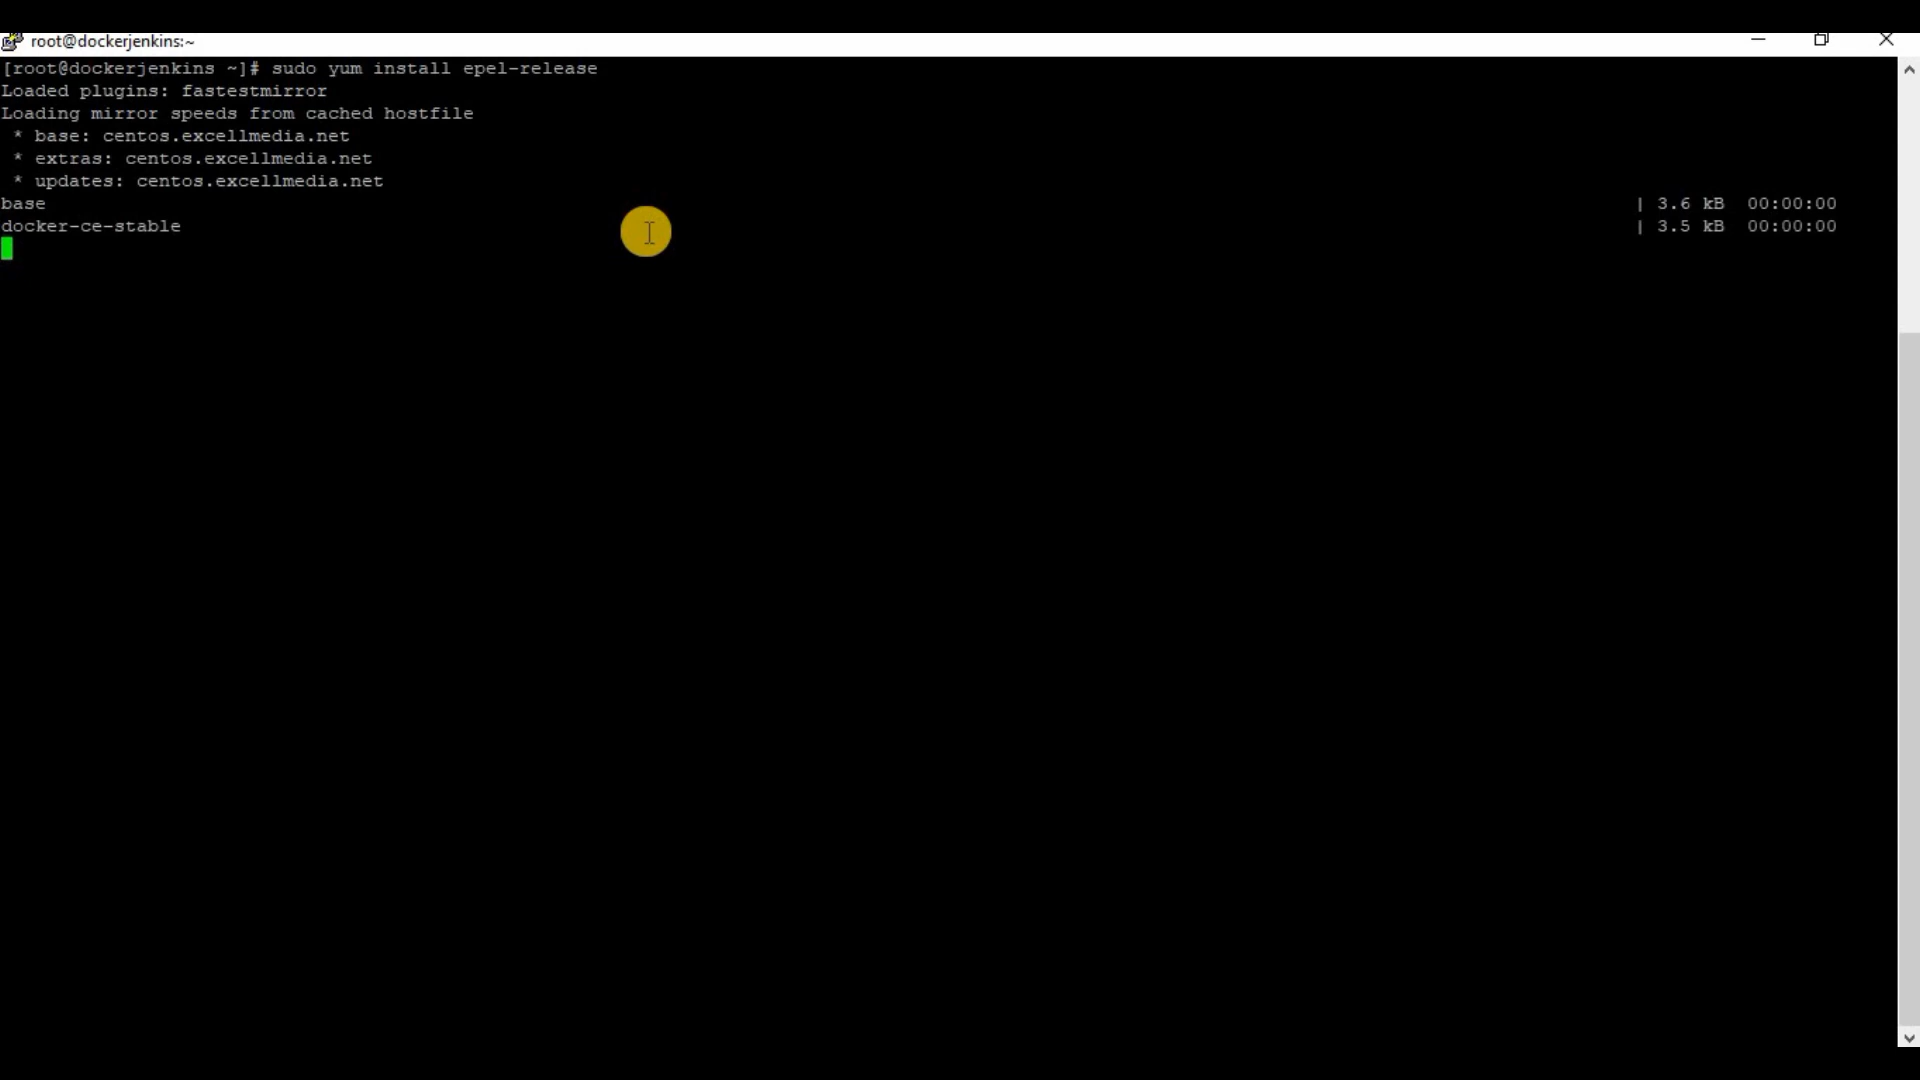 root@dockerjenkins:~
[root@dockerjenkins ~]# sudo yum install epel-release
Loaded plugins: fastestmirror
Loading mirror speeds from cached hostfile
 * base: centos.excellmedia.net
 * extras: centos.excellmedia.net
 * updates: centos.excellmedia.net
base | 3.6 kB 00:00:00
docker-ce-stable | 3.5 kB 00:00:00